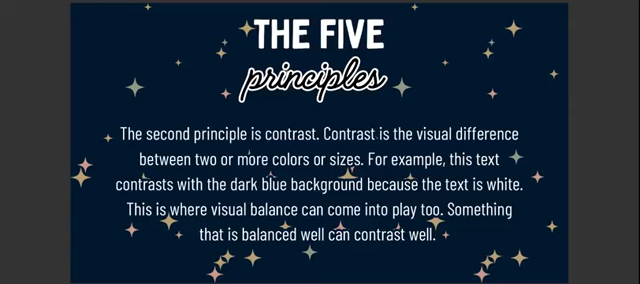 THE FIVE
principles
The second principle is contrast. Contrast is the visual difference
between two or more colors or sizes. For example, this text
contrasts with the dark blue background because the text is white.
This is where visual balance can come into play too. Something
that is balanced well can contrast well.